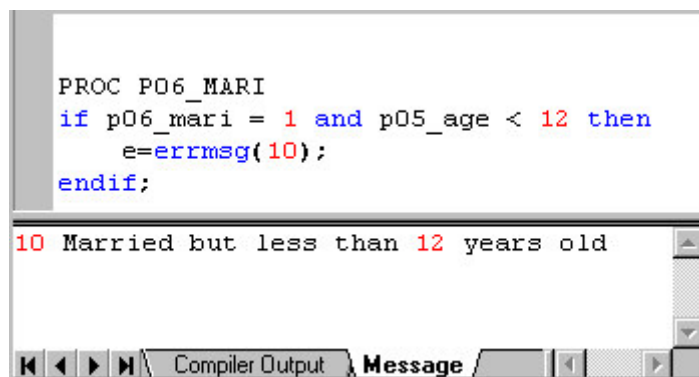 PROC P06_MARI
if p06_mari = 1 and p05_age < 12 then
e=errmsg(10);
endif;
10 Married but less than 12 years old
Compiler Output Message